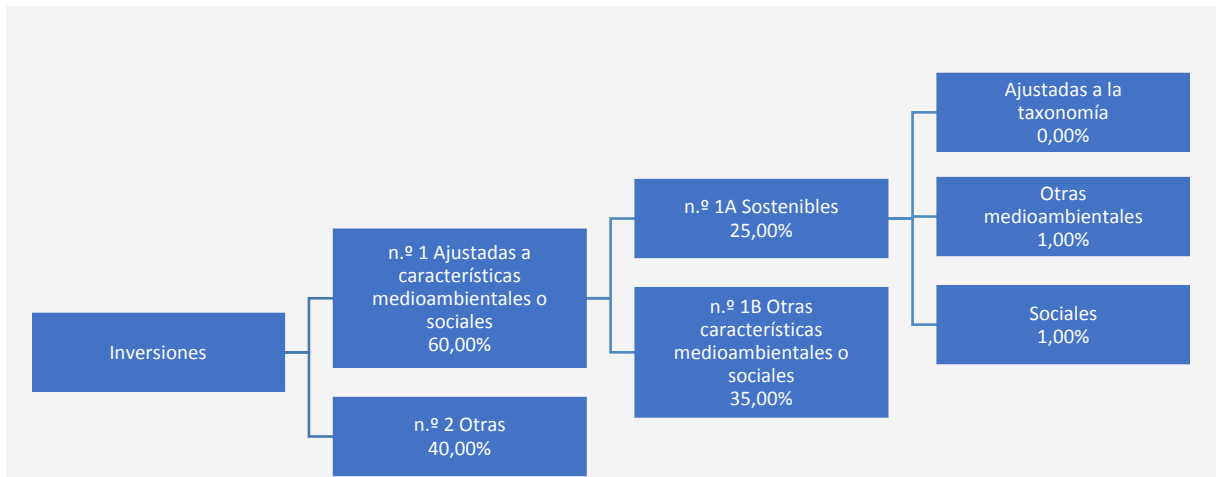 Inversiones
n.º 1 Ajustadas a
características
medioambientales o
sociales
60,00%
n.º 2 Otras
40,00%
n.º 1A Sostenibles
25,00%
n.º 1B Otras
características
medioambientales o
sociales
35,00%
Ajustadas a la
taxonomía
0,00%
Otras
medioambientales
1,00%
Sociales
1,00%